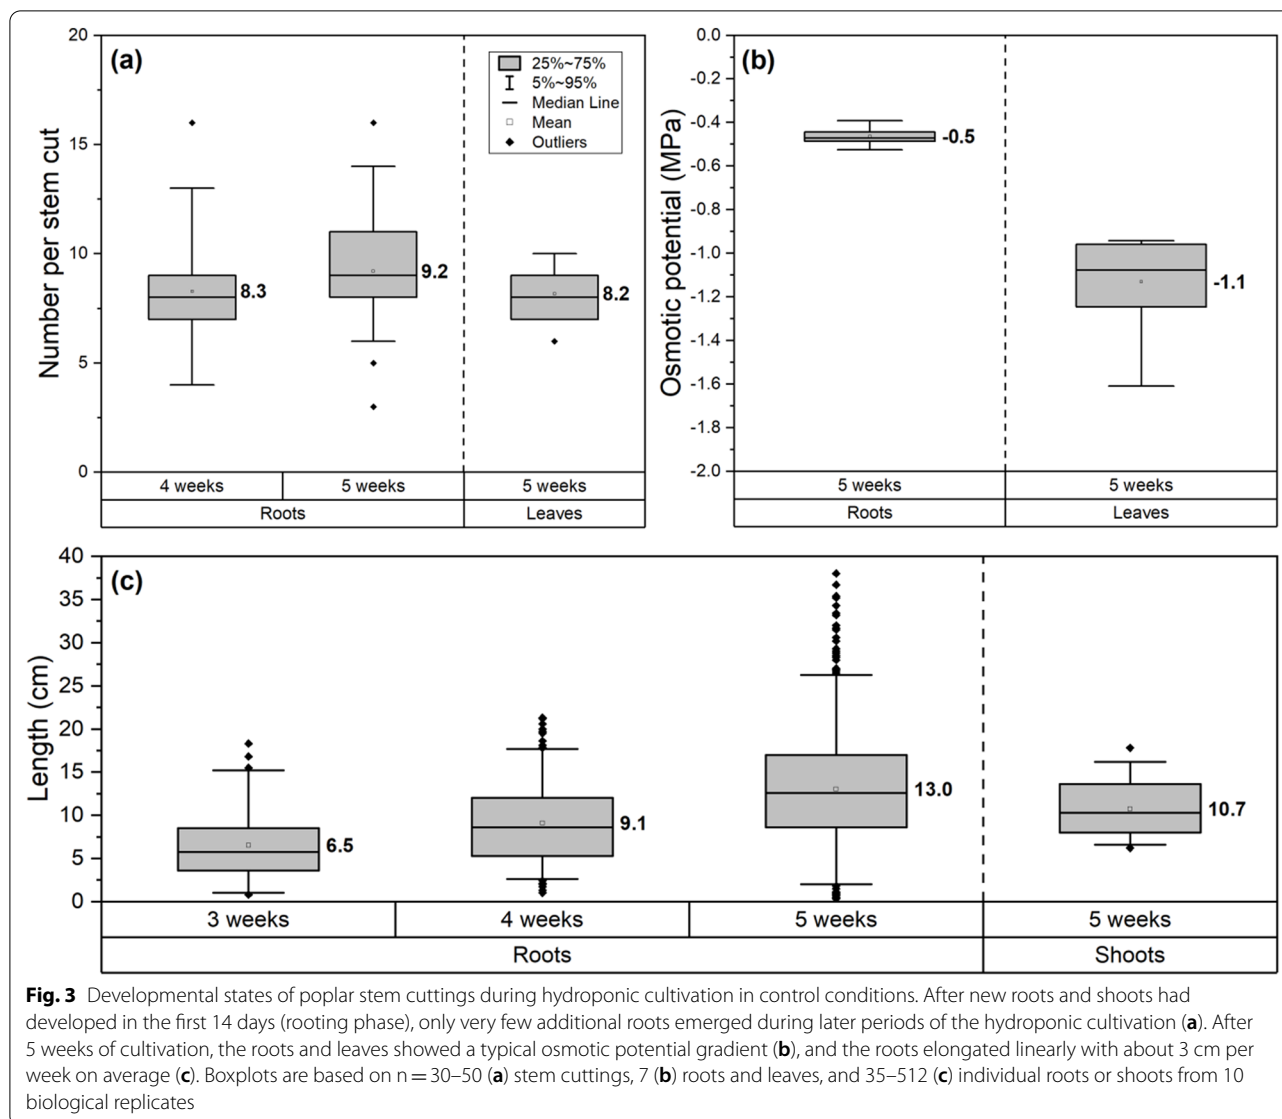 (a)
20
15
10
5
0
Number per stem cut
25%~75%
5%~95%
Median Line
Mean
Outliers
8.3
9.2
8.2
4 weeks
5 weeks
5 weeks
Roots
Leaves
(b)
0.0
-0.2
-0.4
-0.6
-0.8
-1.0
-1.2
-1.4
-1.6
-1.8
-2.0
Osmotic potential (MPa)
-0.5
-1.1
5 weeks
5 weeks
Roots
Leaves
(c)
40
35
30
25
20
15
10
5
0
Length (cm)
6.5
9.1
13.0
10.7
3 weeks
4 weeks
5 weeks
5 weeks
Roots
Shoots
Fig. 3 Developmental states of poplar stem cuttings during hydroponic cultivation in control conditions. After new roots and shoots had
developed in the first 14 days (rooting phase), only very few additional roots emerged during later periods of the hydroponic cultivation (a). After
5 weeks of cultivation, the roots and leaves showed a typical osmotic potential gradient (b), and the roots elongated linearly with about 3 cm per
week on average (c). Boxplots are based on n = 30–50 (a) stem cuttings, 7 (b) roots and leaves, and 35–512 (c) individual roots or shoots from 10
biological replicates